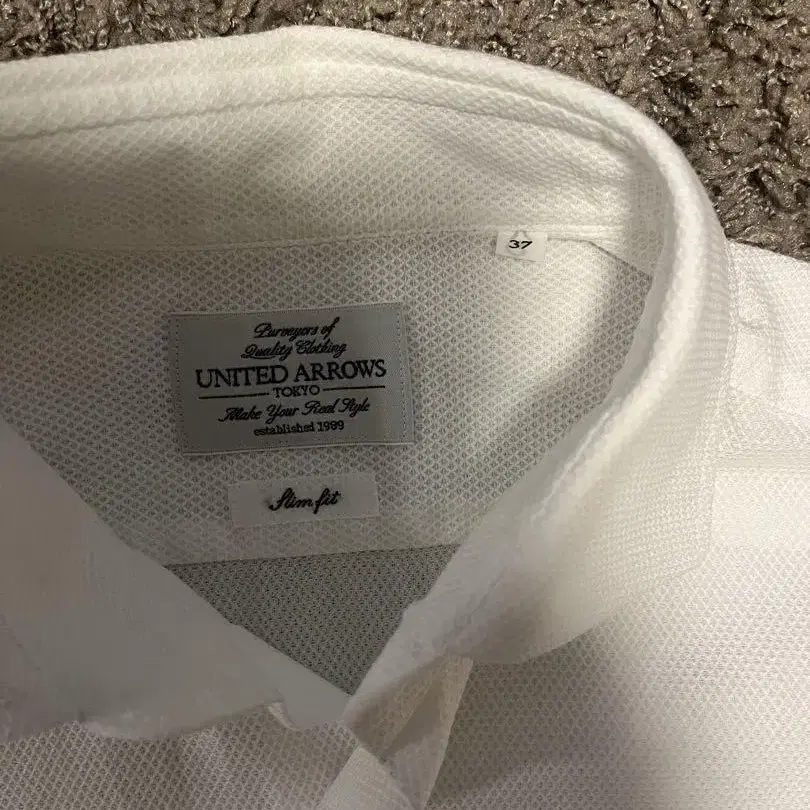 37
Purveyors of
Quality Clothing
UNITED ARROWS
TOKYO
Make Your Real Style
established 1989
Slim fit